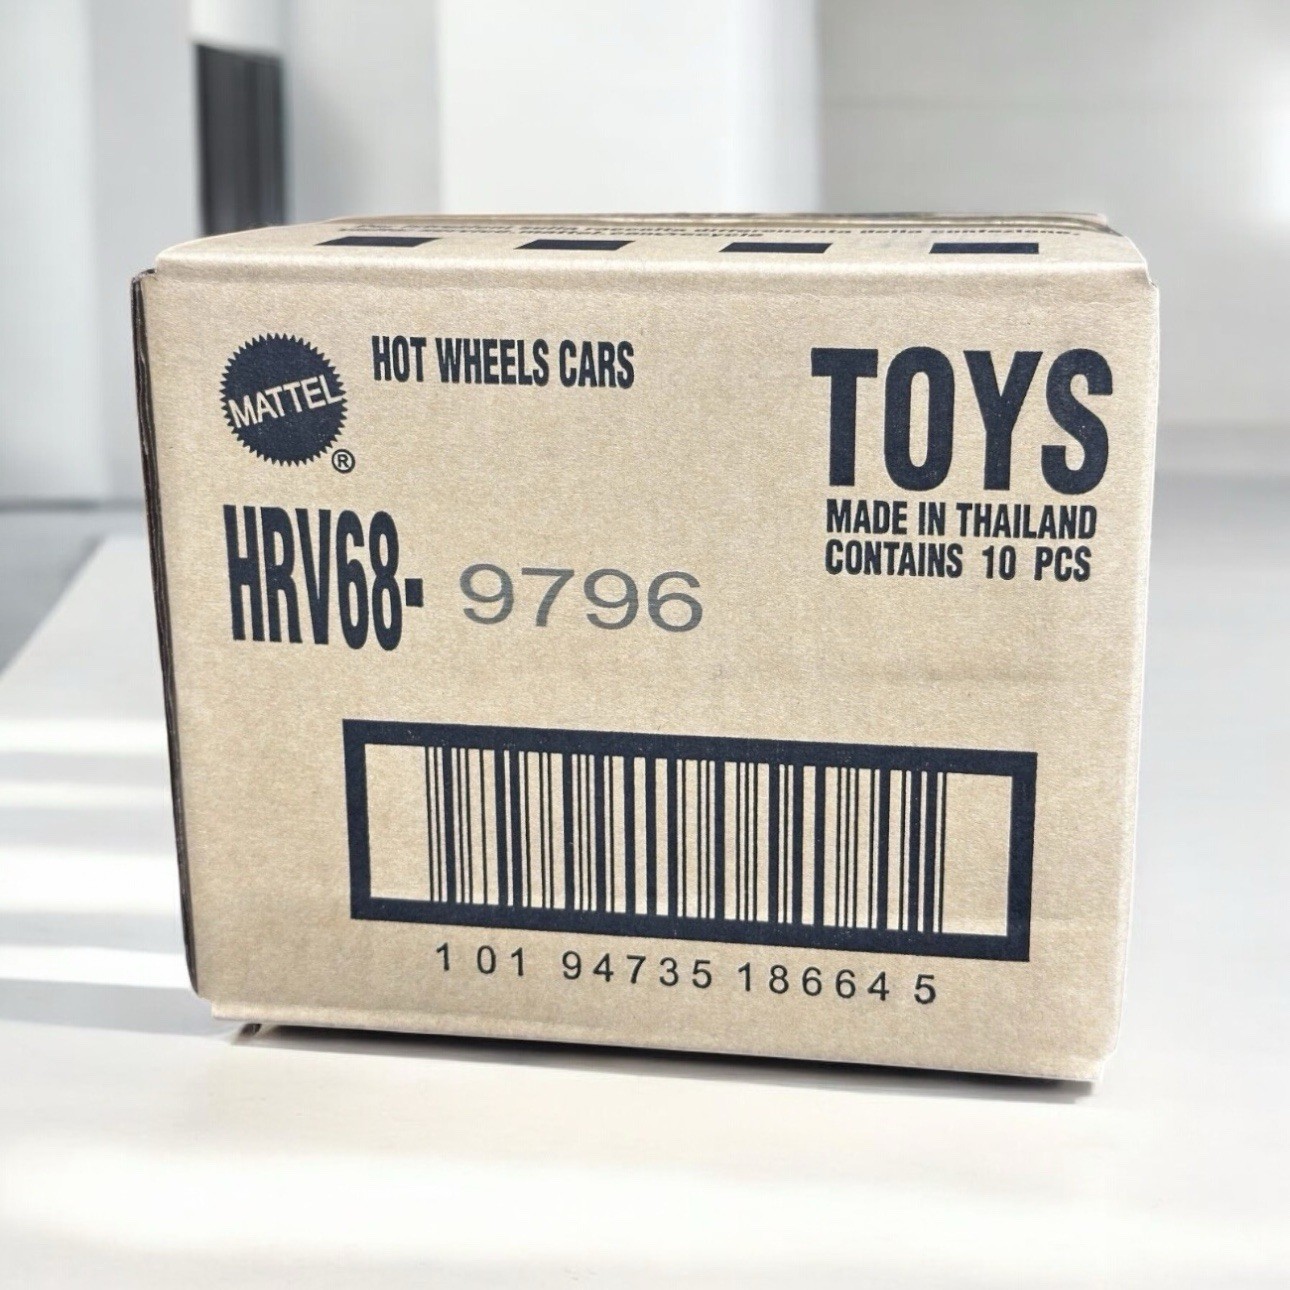 MATTEL
®
HOT WHEELS CARS
TOYS
MADE IN THAILAND
CONTAINS 10 PCS
HRV68- 9796
1 01 94735 18664 5